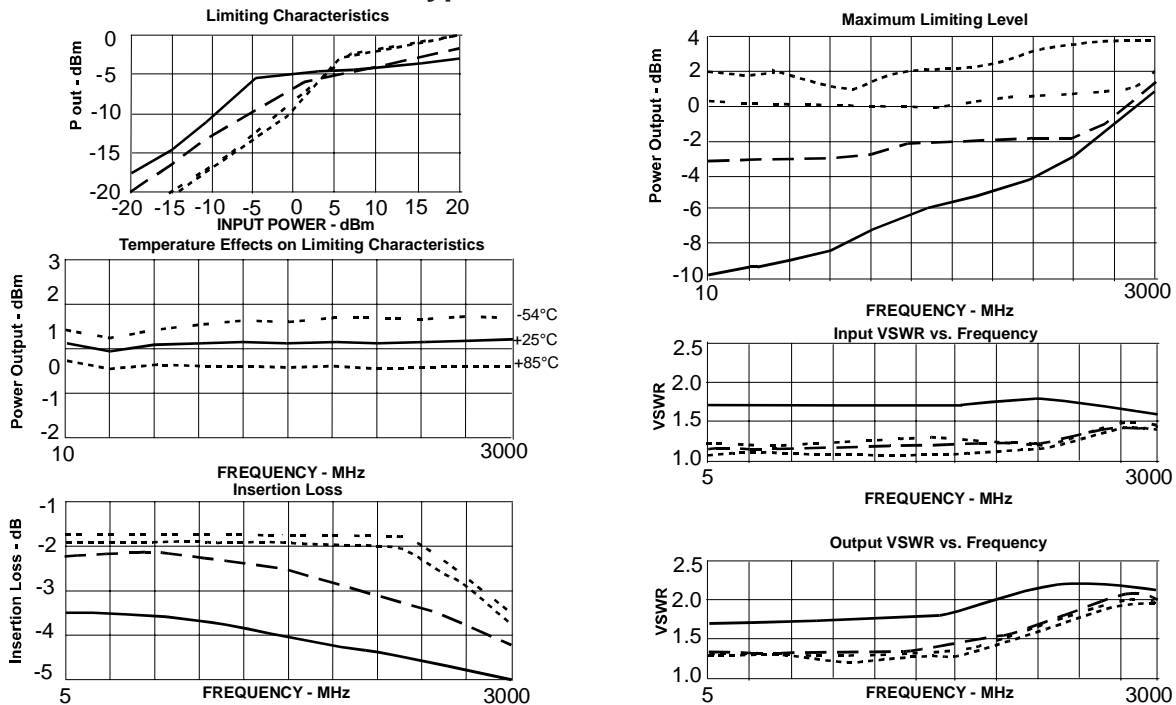 Limiting Characteristics
P out - dBm
0
-5
-10
-15
-20
-20 -15 -10 -5 0 5 10 15 20
INPUT POWER - dBm
Temperature Effects on Limiting Characteristics
Power Output - dBm
3
2
1
0
-1
-2
-54°C
+25°C
+85°C
10 3000
FREQUENCY - MHz
Insertion Loss
Insertion Loss - dB
-1
-2
-3
-4
-5
5 3000
FREQUENCY - MHz
Maximum Limiting Level
Power Output - dBm
4
2
0
-2
-4
-6
-8
-10
10 3000
FREQUENCY - MHz
Input VSWR vs. Frequency
VSWR
2.5
2.0
1.5
1.0
5 3000
FREQUENCY - MHz
Output VSWR vs. Frequency
VSWR
2.5
2.0
1.5
1.0
5 3000
FREQUENCY - MHz